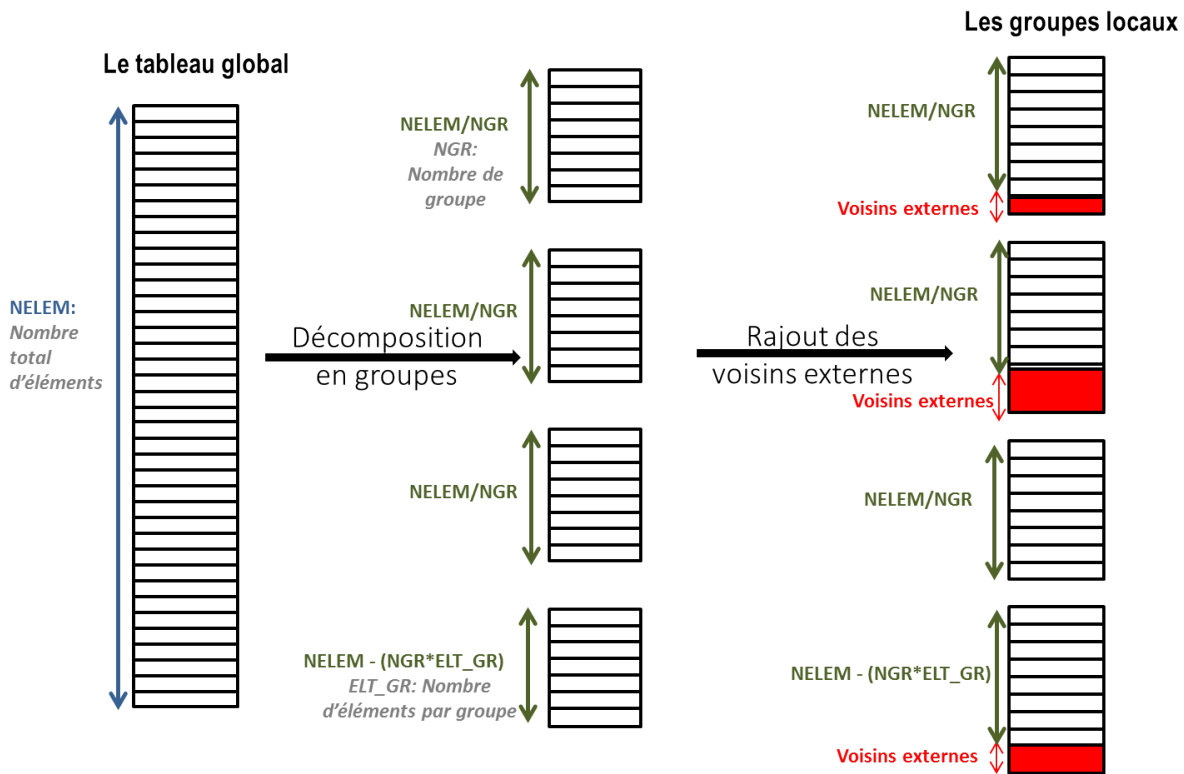 Les groupes locaux
Le tableau global
NELEM:
Nombre
total
d'éléments
Décomposition
en groupes
NELEM/NGR
NGR:
Nombre de
groupe
NELEM/NGR
NELEM/NGR
NELEM - (NGR*ELT_GR)
ELT_GR: Nombre
d'éléments par groupe
Rajout des
voisins externes
NELEM/NGR
Voisins externes
NELEM/NGR
Voisins externes
NELEM/NGR
NELEM - (NGR*ELT_GR)
Voisins externes